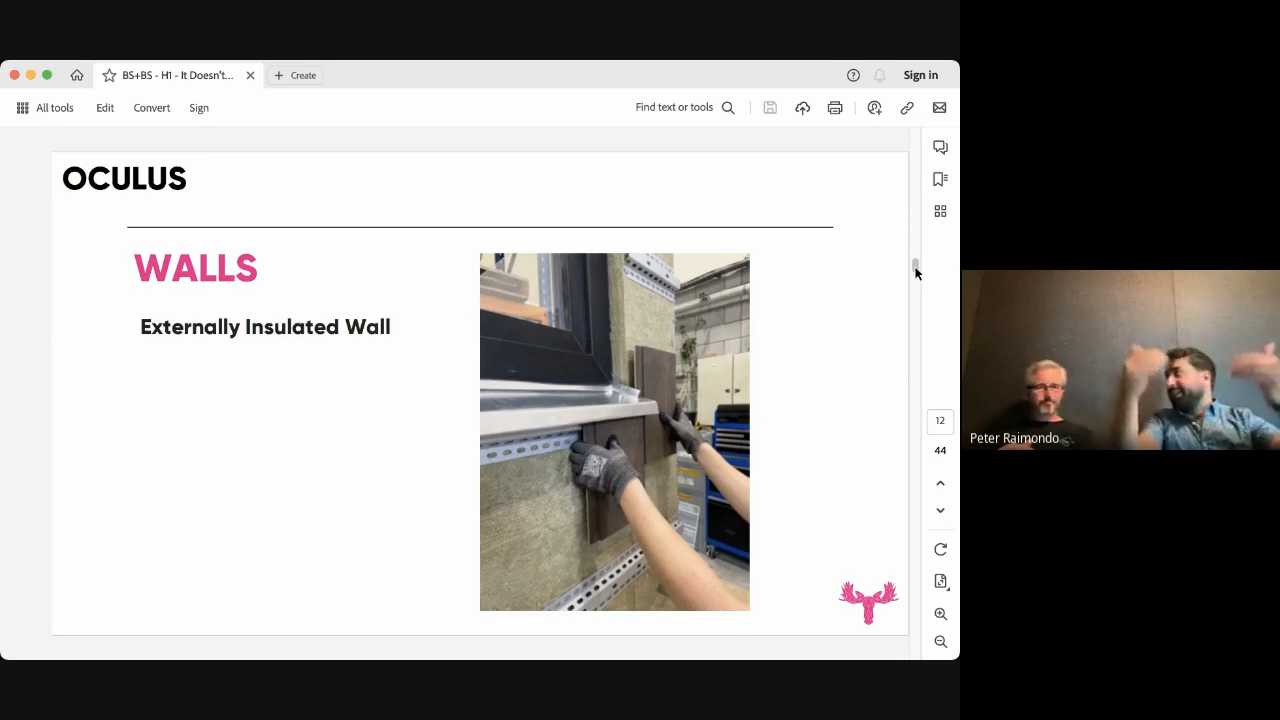 BS+BS - H1 - It Doesn't...
Create
Sign in
All tools
Edit
Convert
Sign
Find text or tools
OCULUS
WALLS
Externally Insulated Wall
12
44
Peter Raimondo